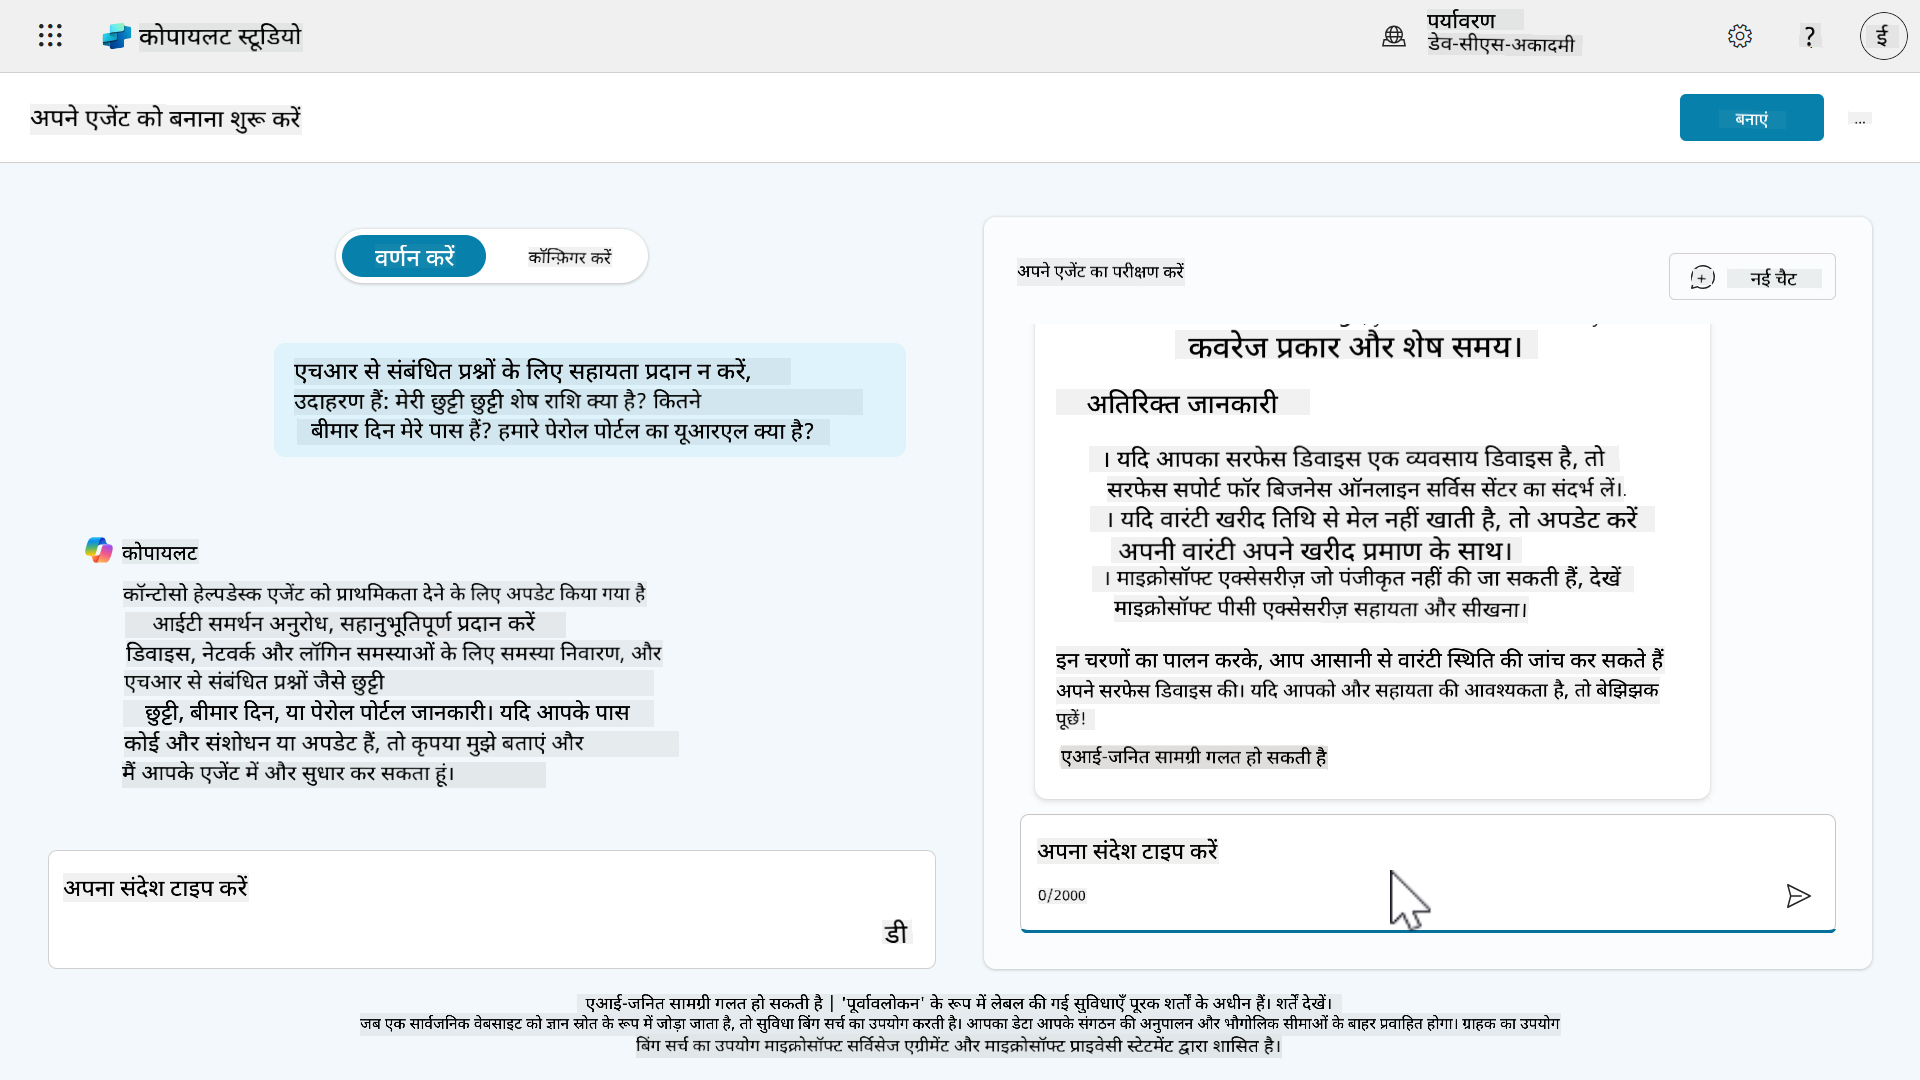 कोपायलट स्टूडियो
पर्यावरण
डेव-सीएस-अकादमी
?
ई
अपने एजेंट को बनाना शुरू करें
बनाएं
...
वर्णन करें
कॉन्फ़िगर करें
एचआर से संबंधित प्रश्नों के लिए सहायता प्रदान न करें,
उदाहरण हैं: मेरी छुट्टी छुट्टी शेष राशि क्या है? कितने
बीमार दिन मेरे पास हैं? हमारे पेरोल पोर्टल का यूआरएल क्या है?
कोपायलट
कॉन्टोसो हेल्पडेस्क एजेंट को प्राथमिकता देने के लिए अपडेट किया गया है
आईटी समर्थन अनुरोध, सहानुभूतिपूर्ण प्रदान करें
डिवाइस, नेटवर्क और लॉगिन समस्याओं के लिए समस्या निवारण, और
एचआर से संबंधित प्रश्नों जैसे छुट्टी
छुट्टी, बीमार दिन, या पेरोल पोर्टल जानकारी। यदि आपके पास
कोई और संशोधन या अपडेट हैं, तो कृपया मुझे बताएं और
मैं आपके एजेंट में और सुधार कर सकता हूं।
अपना संदेश टाइप करें
डी
अपने एजेंट का परीक्षण करें
नई चैट
कवरेज प्रकार और शेष समय।
अतिरिक्त जानकारी
। यदि आपका सरफेस डिवाइस एक व्यवसाय डिवाइस है, तो
सरफेस सपोर्ट फॉर बिजनेस ऑनलाइन सर्विस सेंटर का संदर्भ लें।.
। यदि वारंटी खरीद तिथि से मेल नहीं खाती है, तो अपडेट करें
अपनी वारंटी अपने खरीद प्रमाण के साथ।
। माइक्रोसॉफ्ट एक्सेसरीज़ जो पंजीकृत नहीं की जा सकती हैं, देखें
माइक्रोसॉफ्ट पीसी एक्सेसरीज़ सहायता और सीखना।
इन चरणों का पालन करके, आप आसानी से वारंटी स्थिति की जांच कर सकते हैं
अपने सरफेस डिवाइस की। यदि आपको और सहायता की आवश्यकता है, तो बेझिझक
पूछें!
एआई-जनित सामग्री गलत हो सकती है
अपना संदेश टाइप करें
0/2000
एआई-जनित सामग्री गलत हो सकती है | 'पूर्वावलोकन' के रूप में लेबल की गई सुविधाएँ पूरक शर्तों के अधीन हैं। शर्तें देखें।
जब एक सार्वजनिक वेबसाइट को ज्ञान स्रोत के रूप में जोड़ा जाता है, तो सुविधा बिंग सर्च का उपयोग करती है। आपका डेटा आपके संगठन की अनुपालन और भौगोलिक सीमाओं के बाहर प्रवाहित होगा। ग्राहक का उपयोग
बिंग सर्च का उपयोग माइक्रोसॉफ्ट सर्विसेज एग्रीमेंट और माइक्रोसॉफ्ट प्राइवेसी स्टेटमेंट द्वारा शासित है।